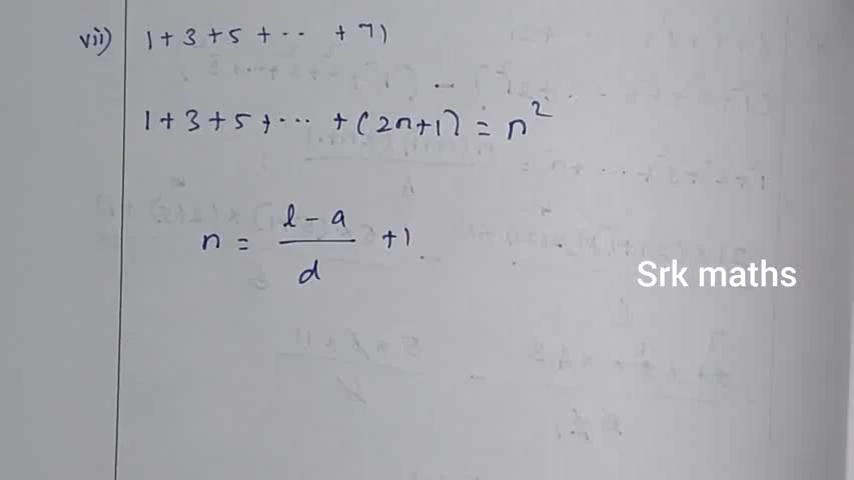 vii) 1 + 3 + 5 + ... + 71
1 + 3 + 5 + ... + (2n+1) = n²
n = (l - a)/d + 1
Srk maths